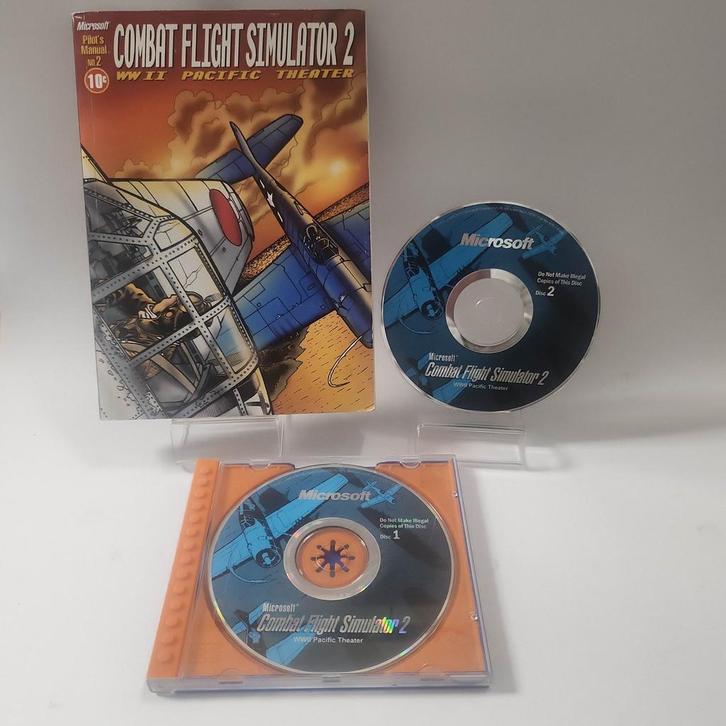 Microsoft
Pilot's
Manual
No 2
10¢
COMBAT FLIGHT SIMULATOR 2
WW II PACIFIC THEATER
Microsoft
Do Not Make Illegal
Copies of This Disc
Disc 2
Microsoft
Combat Flight Simulator 2
WWII Pacific Theater
Microsoft
Do Not Make Illegal
Copies of This Disc
Disc 1
Microsoft
Combat Flight Simulator 2
WWII Pacific Theater